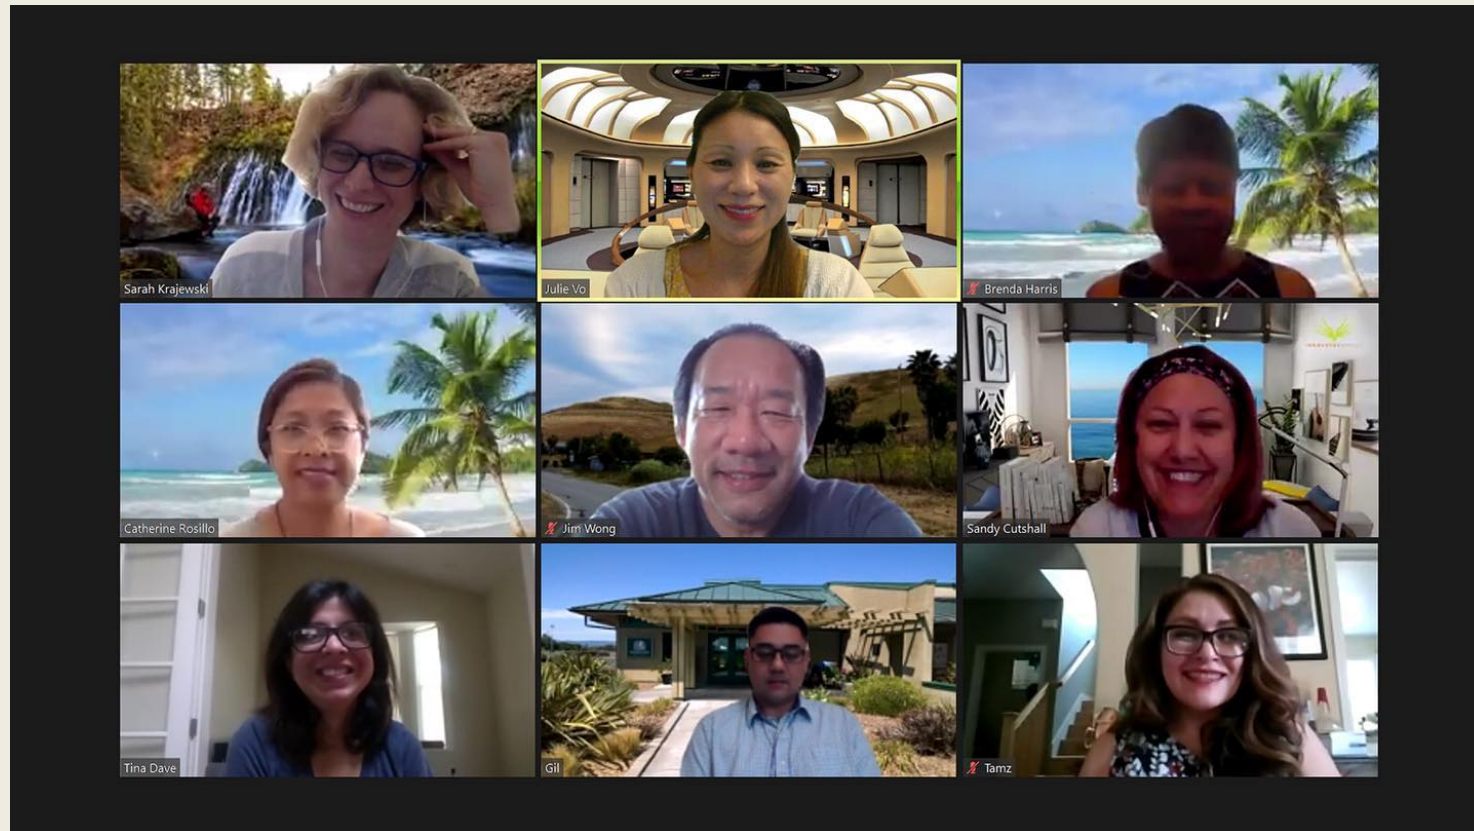 Sarah Krajewski
Julie Vo
Brenda Harris
Catherine Rosillo
Jim Wong
Sandy Cutshall
Tina Dave
Gil
Tamz